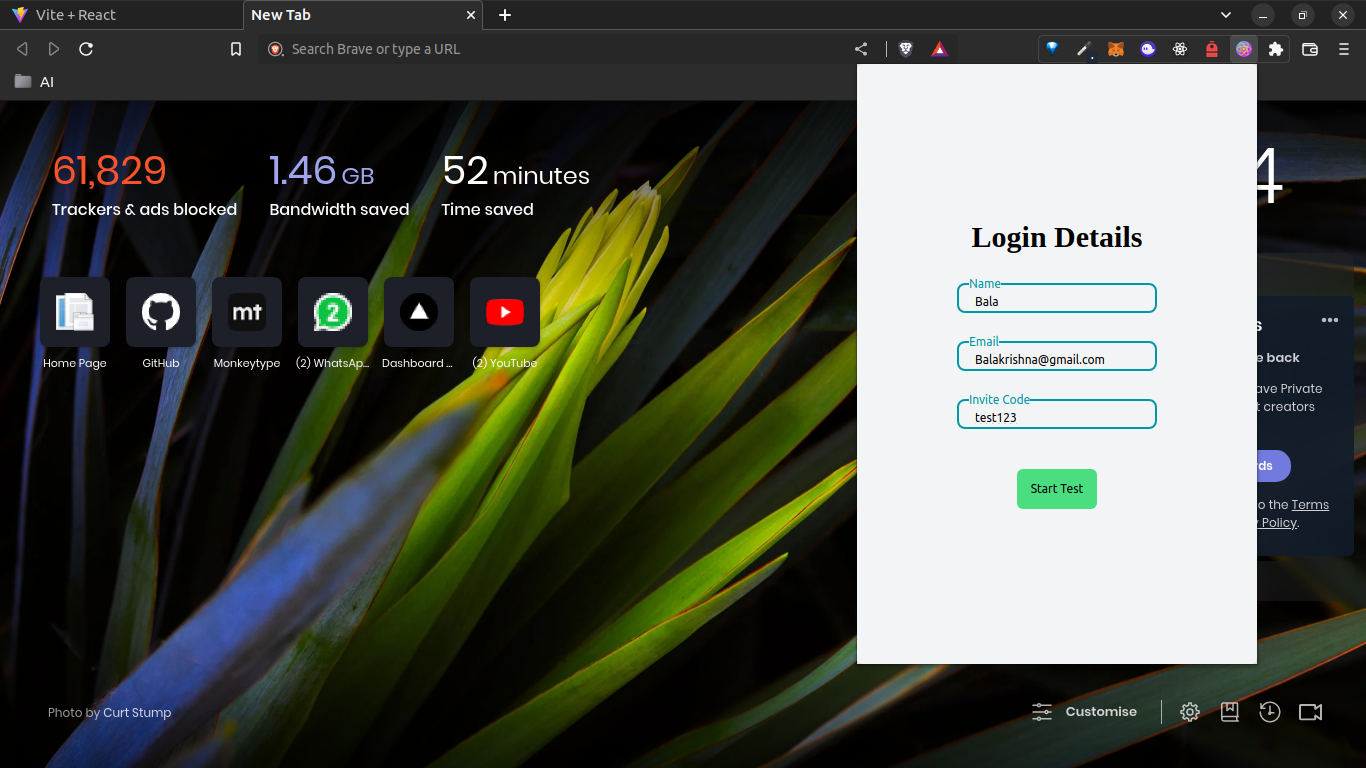 Vite + React
New Tab
Search Brave or type a URL
AI
61,829
Trackers & ads blocked
1.46 GB
Bandwidth saved
52 minutes
Time saved
4
Home Page
GitHub
mt
Monkeytype
2
(2) WhatsAp...
Dashboard ...
(2) YouTube
Login Details
Name
Bala
Email
Balakrishna@gmail.com
Invite Code
test123
Start Test
s
e back
ave Private
t creators
rds
o the Terms
y Policy.
Photo by Curt Stump
Customise